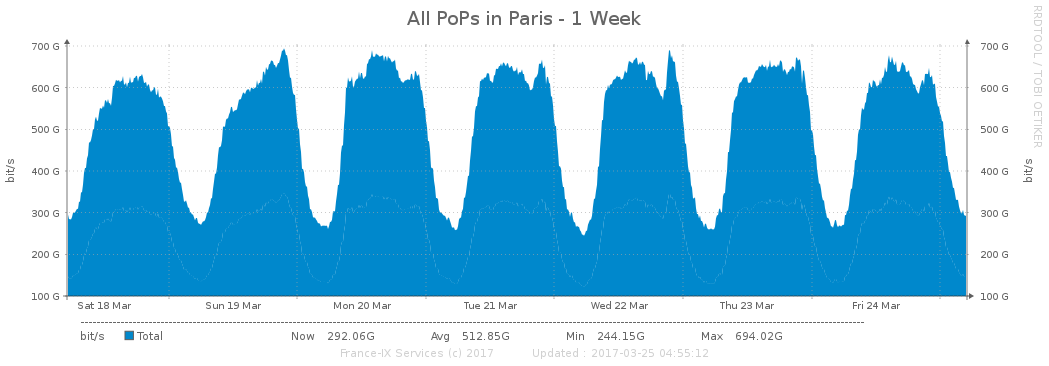 All PoPs in Paris - 1 Week
RRDTOOL / TOBI OETIKER
700 G 700 G
600 G 600 G
500 G 500 G
400 G 400 G
300 G 300 G
200 G 200 G
100 G 100 G
bit/s bit/s
Sat 18 Mar Sun 19 Mar Mon 20 Mar Tue 21 Mar Wed 22 Mar Thu 23 Mar Fri 24 Mar
bit/s Total Now 292.06G Avg 512.85G Min 244.15G Max 694.02G
France-IX Services (c) 2017 Updated : 2017-03-25 04:55:12